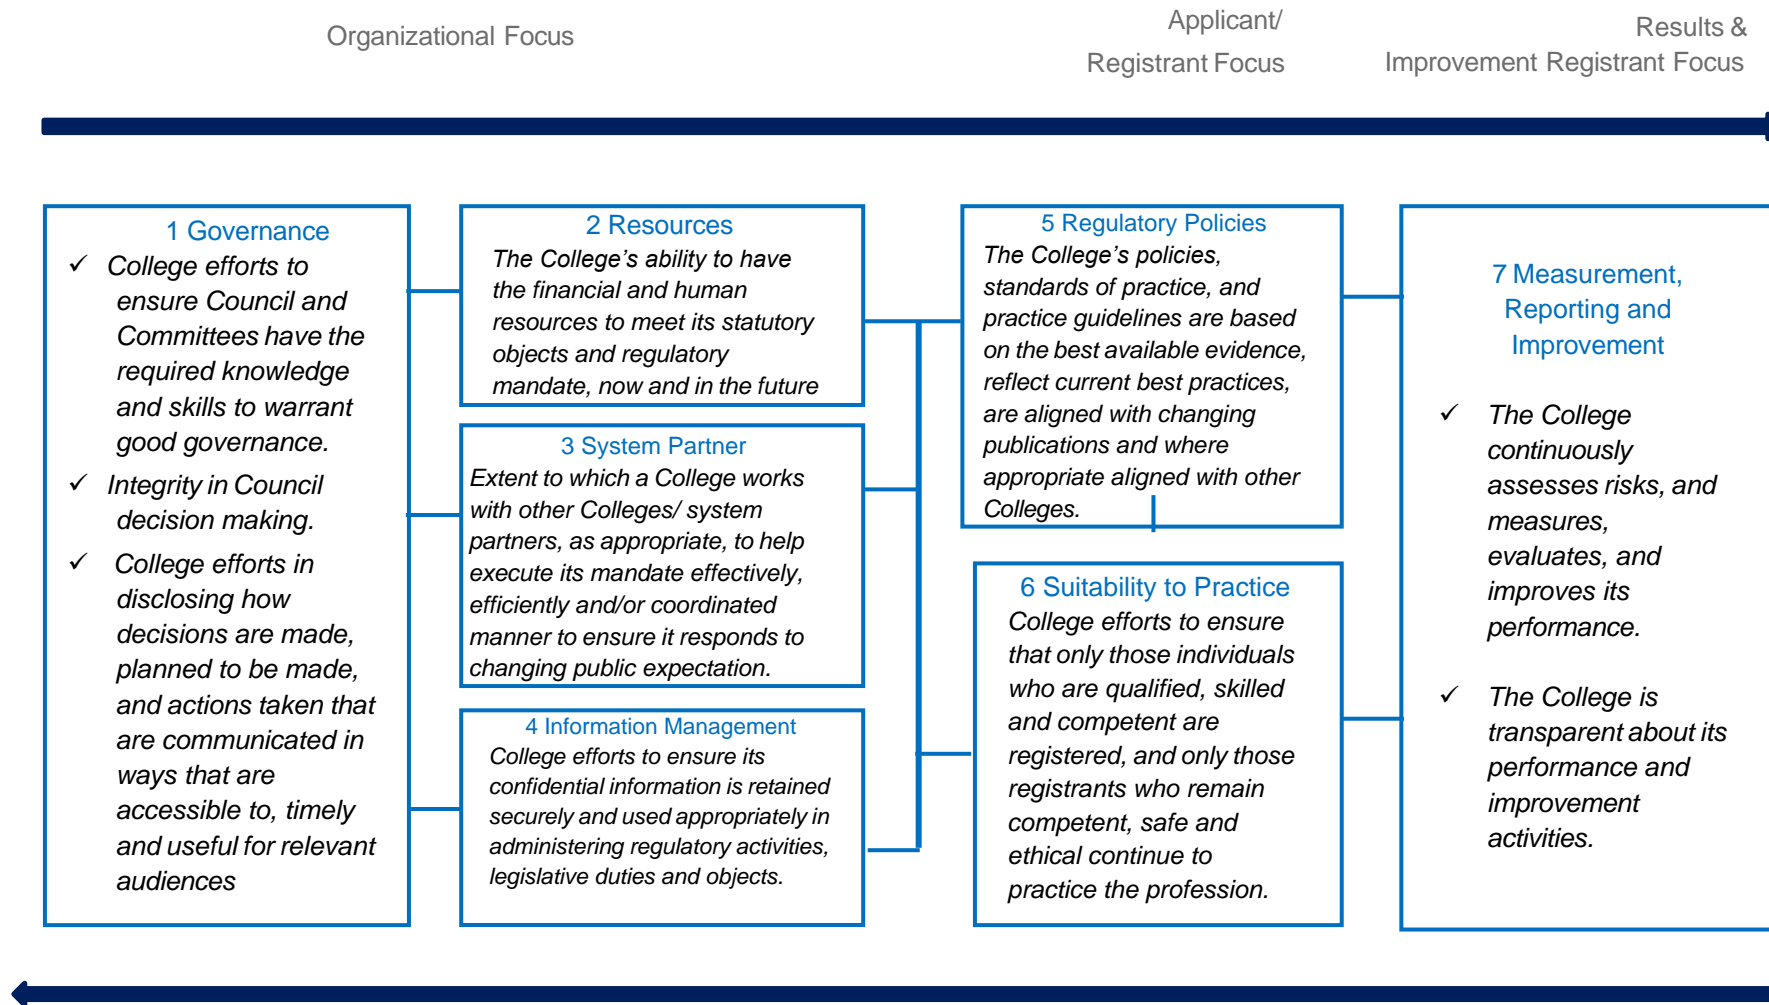 Organizational Focus
Applicant/
Registrant Focus
Results &
Improvement Registrant Focus
1 Governance
✓ College efforts to
ensure Council and
Committees have the
required knowledge
and skills to warrant
good governance.
✓ Integrity in Council
decision making.
✓ College efforts in
disclosing how
decisions are made,
planned to be made,
and actions taken that
are communicated in
ways that are
accessible to, timely
and useful for relevant
audiences
2 Resources
The College’s ability to have
the financial and human
resources to meet its statutory
objects and regulatory
mandate, now and in the future
3 System Partner
Extent to which a College works
with other Colleges/ system
partners, as appropriate, to help
execute its mandate effectively,
efficiently and/or coordinated
manner to ensure it responds to
changing public expectation.
4 Information Management
College efforts to ensure its
confidential information is retained
securely and used appropriately in
administering regulatory activities,
legislative duties and objects.
5 Regulatory Policies
The College’s policies,
standards of practice, and
practice guidelines are based
on the best available evidence,
reflect current best practices,
are aligned with changing
publications and where
appropriate aligned with other
Colleges.
6 Suitability to Practice
College efforts to ensure
that only those individuals
who are qualified, skilled
and competent are
registered, and only those
registrants who remain
competent, safe and
ethical continue to
practice the profession.
7 Measurement,
Reporting and
Improvement
✓ The College
continuously
assesses risks, and
measures,
evaluates, and
improves its
performance.
✓ The College is
transparent about its
performance and
improvement
activities.